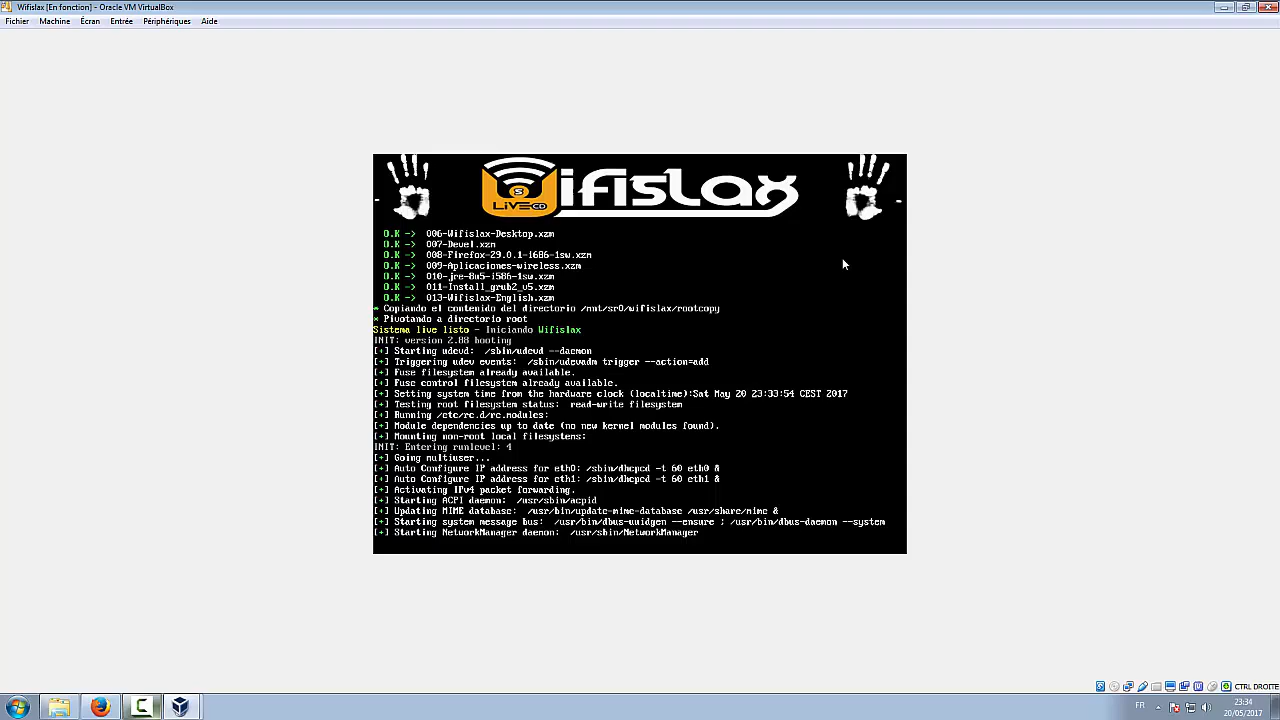 Wifislax [En fonction] - Oracle VM VirtualBox
Fichier Machine Écran Entrée Périphériques Aide
Wifislax
S
LiVE CD
O.K -> 006-Wifislax-Desktop.xzm
O.K -> 007-Devel.xzm
O.K -> 008-Firefox-29.0.1-i686-1sw.xzm
O.K -> 009-Aplicaciones-wireless.xzm
O.K -> 010-jre-8u5-i586-1sw.xzm
O.K -> 011-Install_grub2_v5.xzm
O.K -> 013-Wifislax-English.xzm
* Copiando el contenido del directorio /mnt/sr0/wifislax/rootcopy
* Pivotando a directorio root
Sistema live listo - Iniciando Wifislax
INIT: version 2.88 booting
[+] Starting udevd: /sbin/udevd --daemon
[+] Triggering udev events: /sbin/udevadm trigger --action=add
[+] Fuse filesystem already available.
[+] Fuse control filesystem already available.
[+] Setting system time from the hardware clock (localtime):Sat May 20 23:33:54 CEST 2017
[+] Testing root filesystem status: read-write filesystem
[+] Running /etc/rc.d/rc.modules:
[+] Module dependencies up to date (no new kernel modules found).
[+] Mounting non-root local filesystems:
INIT: Entering runlevel: 4
[+] Going multiuser...
[+] Auto Configure IP address for eth0: /sbin/dhcpcd -t 60 eth0 &
[+] Auto Configure IP address for eth1: /sbin/dhcpcd -t 60 eth1 &
[+] Activating IPv4 packet forwarding.
[+] Starting ACPI daemon: /usr/sbin/acpid
[+] Updating MIME database: /usr/bin/update-mime-database /usr/share/mime &
[+] Starting system message bus: /usr/bin/dbus-uuidgen --ensure ; /usr/bin/dbus-daemon --system
[+] Starting NetworkManager daemon: /usr/sbin/NetworkManager
CTRL DROITE
FR
23:34
20/05/2017